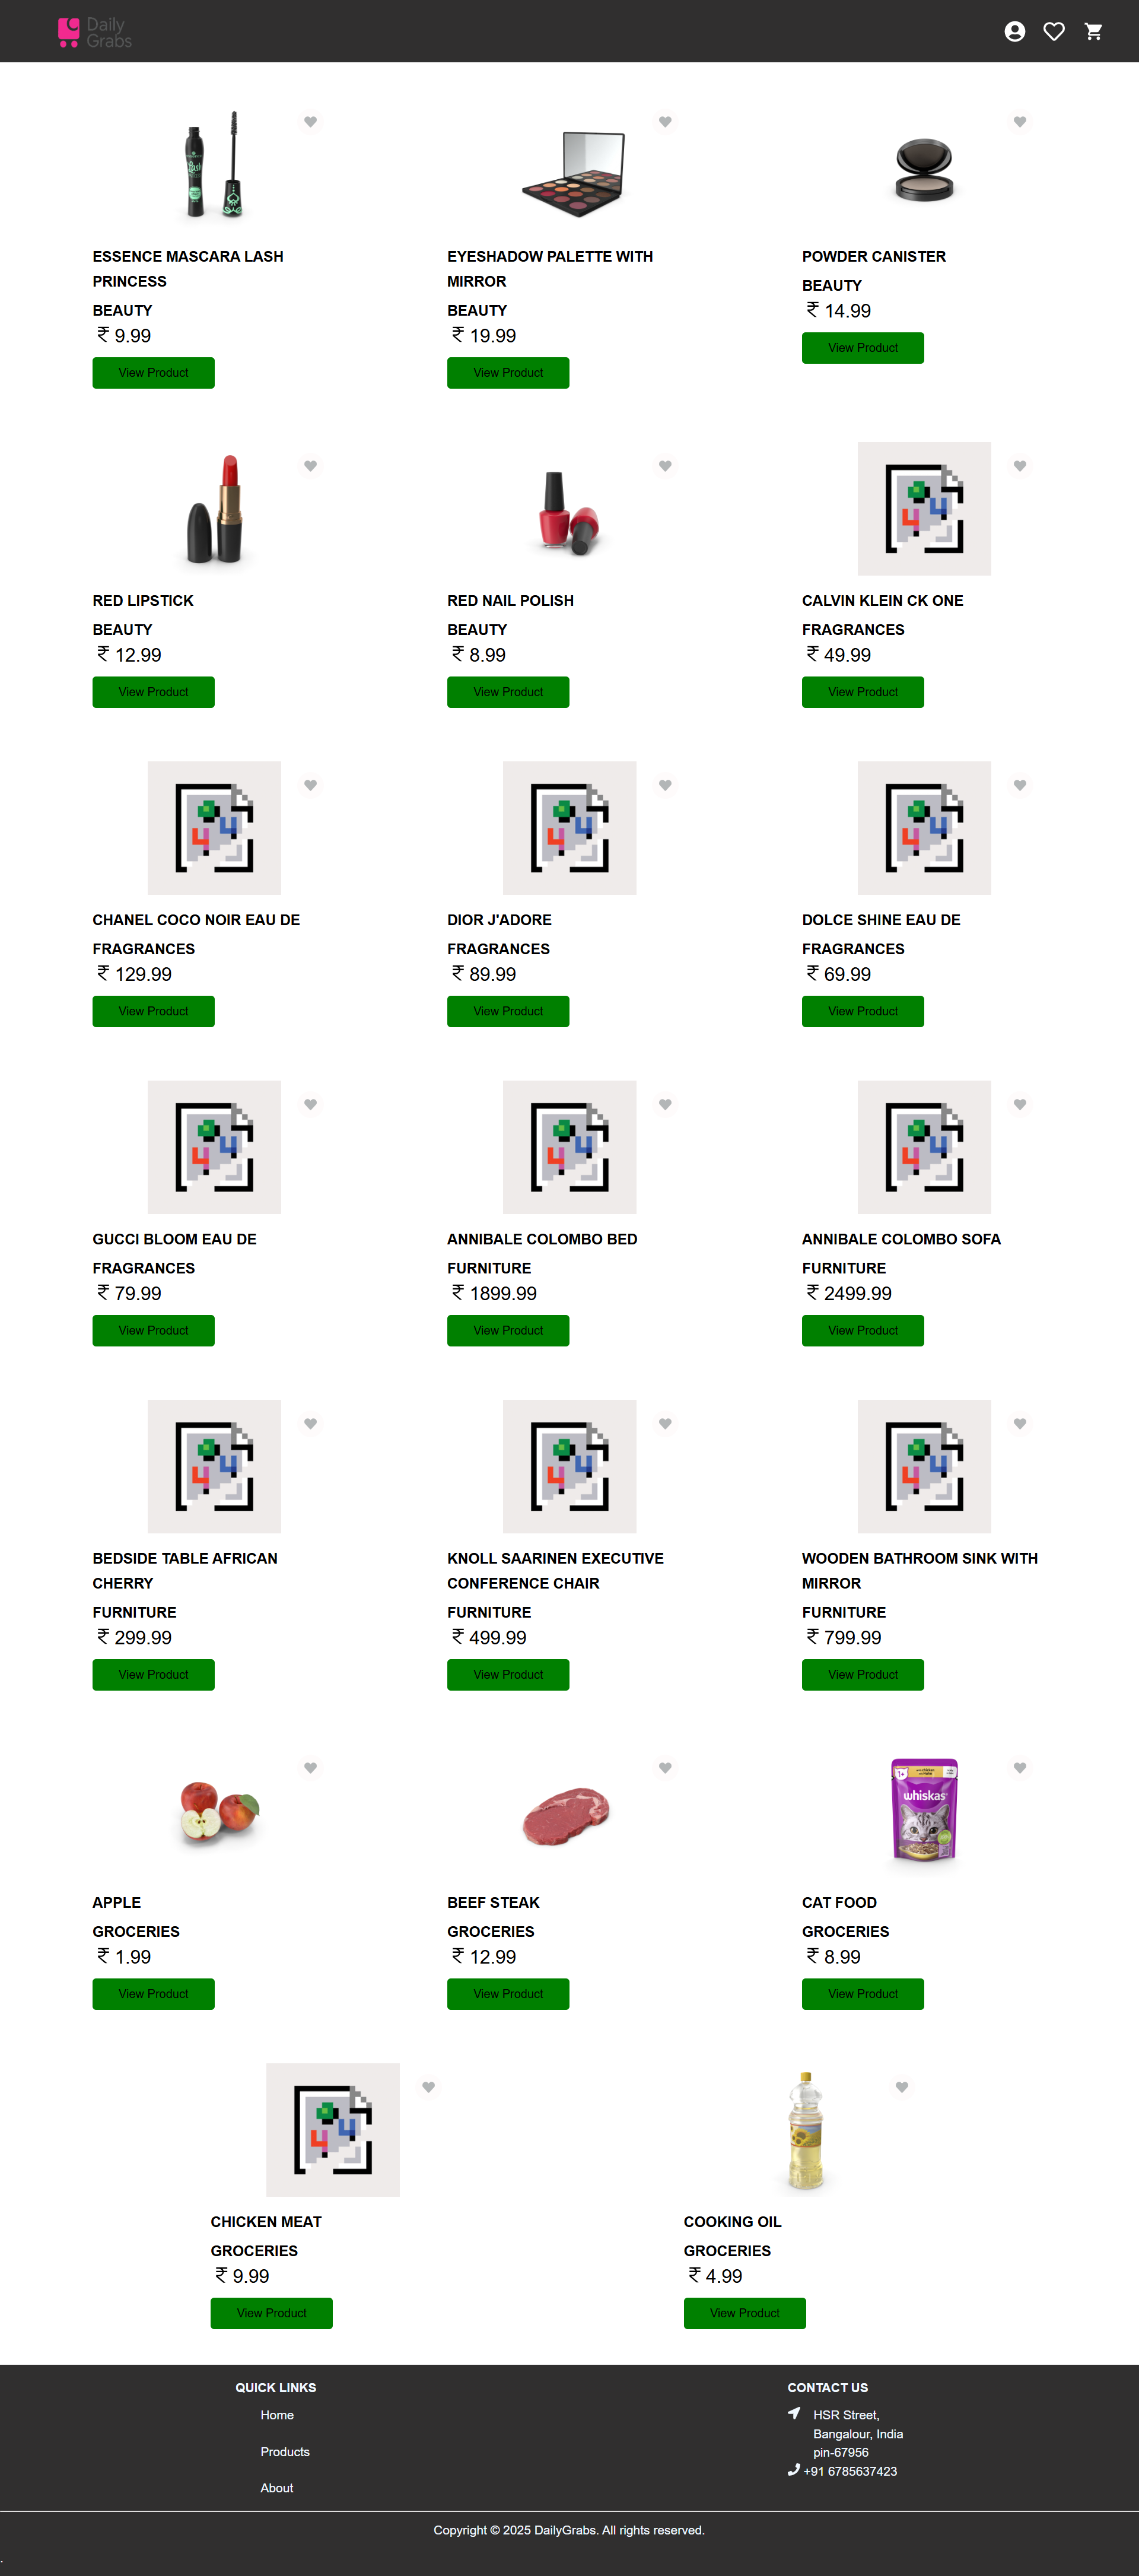 Daily
Grabs
ESSENCE MASCARA LASH
PRINCESS
BEAUTY
₹ 9.99
View Product
EYESHADOW PALETTE WITH
MIRROR
BEAUTY
₹ 19.99
View Product
POWDER CANISTER
BEAUTY
₹ 14.99
View Product
RED LIPSTICK
BEAUTY
₹ 12.99
View Product
RED NAIL POLISH
BEAUTY
₹ 8.99
View Product
CALVIN KLEIN CK ONE
FRAGRANCES
₹ 49.99
View Product
CHANEL COCO NOIR EAU DE
FRAGRANCES
₹ 129.99
View Product
DIOR J'ADORE
FRAGRANCES
₹ 89.99
View Product
DOLCE SHINE EAU DE
FRAGRANCES
₹ 69.99
View Product
GUCCI BLOOM EAU DE
FRAGRANCES
₹ 79.99
View Product
ANNIBALE COLOMBO BED
FURNITURE
₹ 1899.99
View Product
ANNIBALE COLOMBO SOFA
FURNITURE
₹ 2499.99
View Product
BEDSIDE TABLE AFRICAN
CHERRY
FURNITURE
₹ 299.99
View Product
KNOLL SAARINEN EXECUTIVE
CONFERENCE CHAIR
FURNITURE
₹ 499.99
View Product
WOODEN BATHROOM SINK WITH
MIRROR
FURNITURE
₹ 799.99
View Product
APPLE
GROCERIES
₹ 1.99
View Product
BEEF STEAK
GROCERIES
₹ 12.99
View Product
whiskas
CAT FOOD
GROCERIES
₹ 8.99
View Product
CHICKEN MEAT
GROCERIES
₹ 9.99
View Product
COOKING OIL
GROCERIES
₹ 4.99
View Product
QUICK LINKS
Home
Products
About
CONTACT US
HSR Street,
Bangalour, India
pin-67956
+91 6785637423
Copyright © 2025 DailyGrabs. All rights reserved.
.